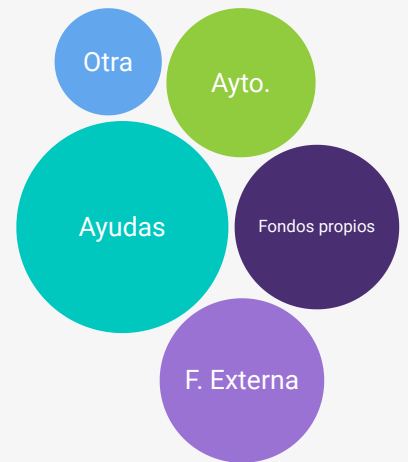 Otra
Ayto.
Ayudas
Fondos propios
F. Externa